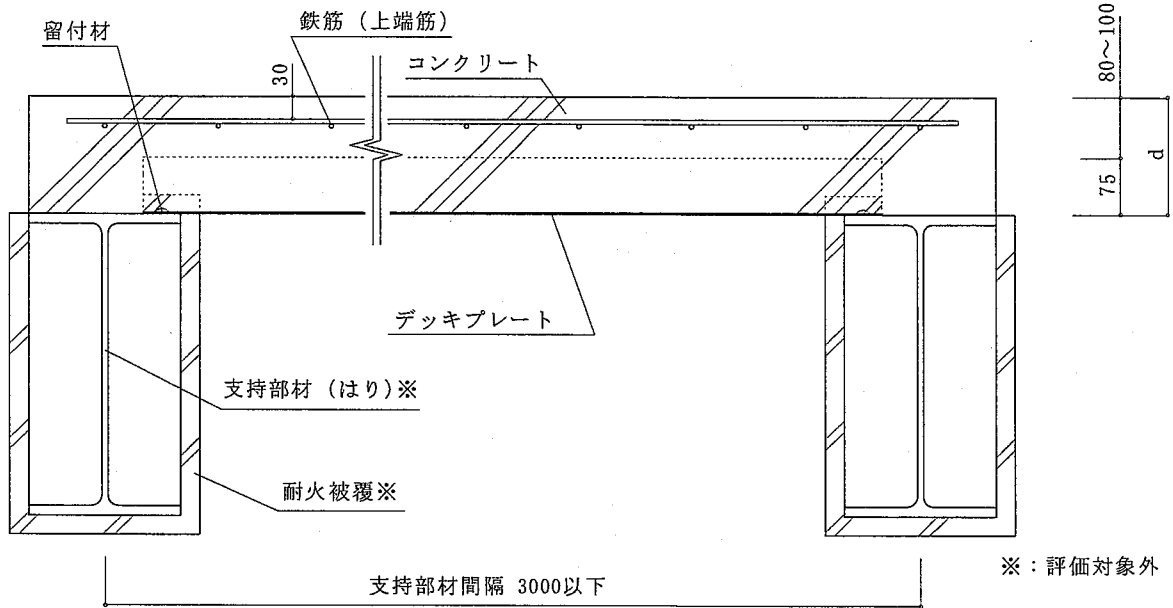 留付材
鉄筋（上端筋）
コンクリート
30
80～100
75
d
デッキプレート
支持部材（はり）※
耐火被覆※
支持部材間隔 3000以下
※：評価対象外